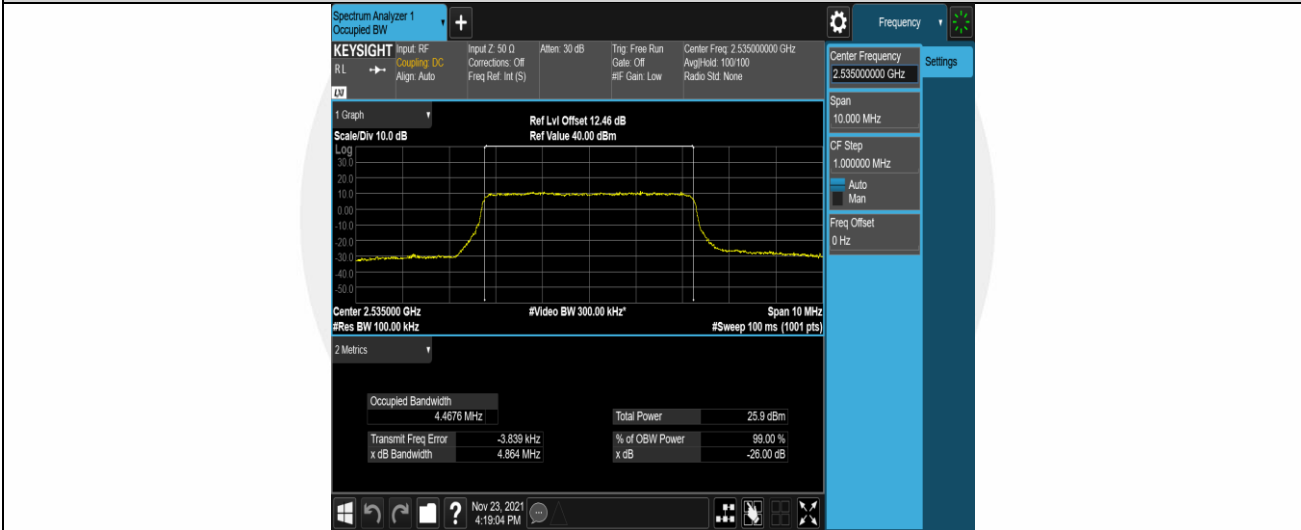 Spectrum Analyzer 1
Occupied BW
+
Frequency
KEYSIGHT
RL
LXI
Input: RF
Coupling: DC
Align: Auto
Input Z: 50 Ω
Corrections: Off
Freq Ref: Int (S)
Atten: 30 dB
Trig: Free Run
Gate: Off
#IF Gain: Low
Center Freq: 2.535000000 GHz
Avg|Hold: 100/100
Radio Std: None
1 Graph
Scale/Div 10.0 dB
Ref Lvl Offset 12.46 dB
Ref Value 40.00 dBm
Log
30.0
20.0
10.0
0.00
-10.0
-20.0
-30.0
-40.0
-50.0
Center 2.535000 GHz
#Res BW 100.00 kHz
#Video BW 300.00 kHz*
Span 10 MHz
#Sweep 100 ms (1001 pts)
2 Metrics
Occupied Bandwidth
4.4676 MHz
Transmit Freq Error -3.839 kHz
x dB Bandwidth 4.864 MHz
Total Power 25.9 dBm
% of OBW Power 99.00 %
x dB -26.00 dB
Center Frequency
2.535000000 GHz
Span
10.000 MHz
CF Step
1.000000 MHz
Auto
Man
Freq Offset
0 Hz
Settings
?
Nov 23, 2021
4:19:04 PM